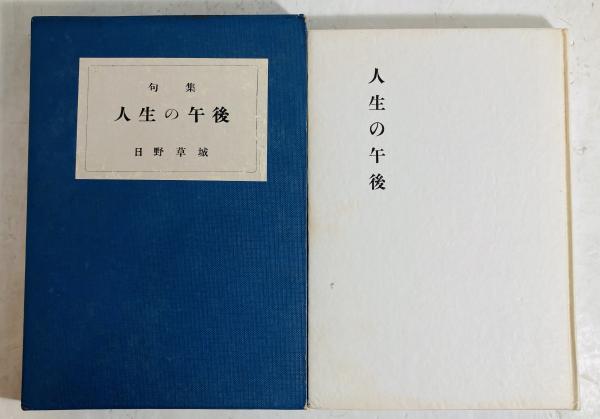 句集
人生の午後
日野草城
人生の午後